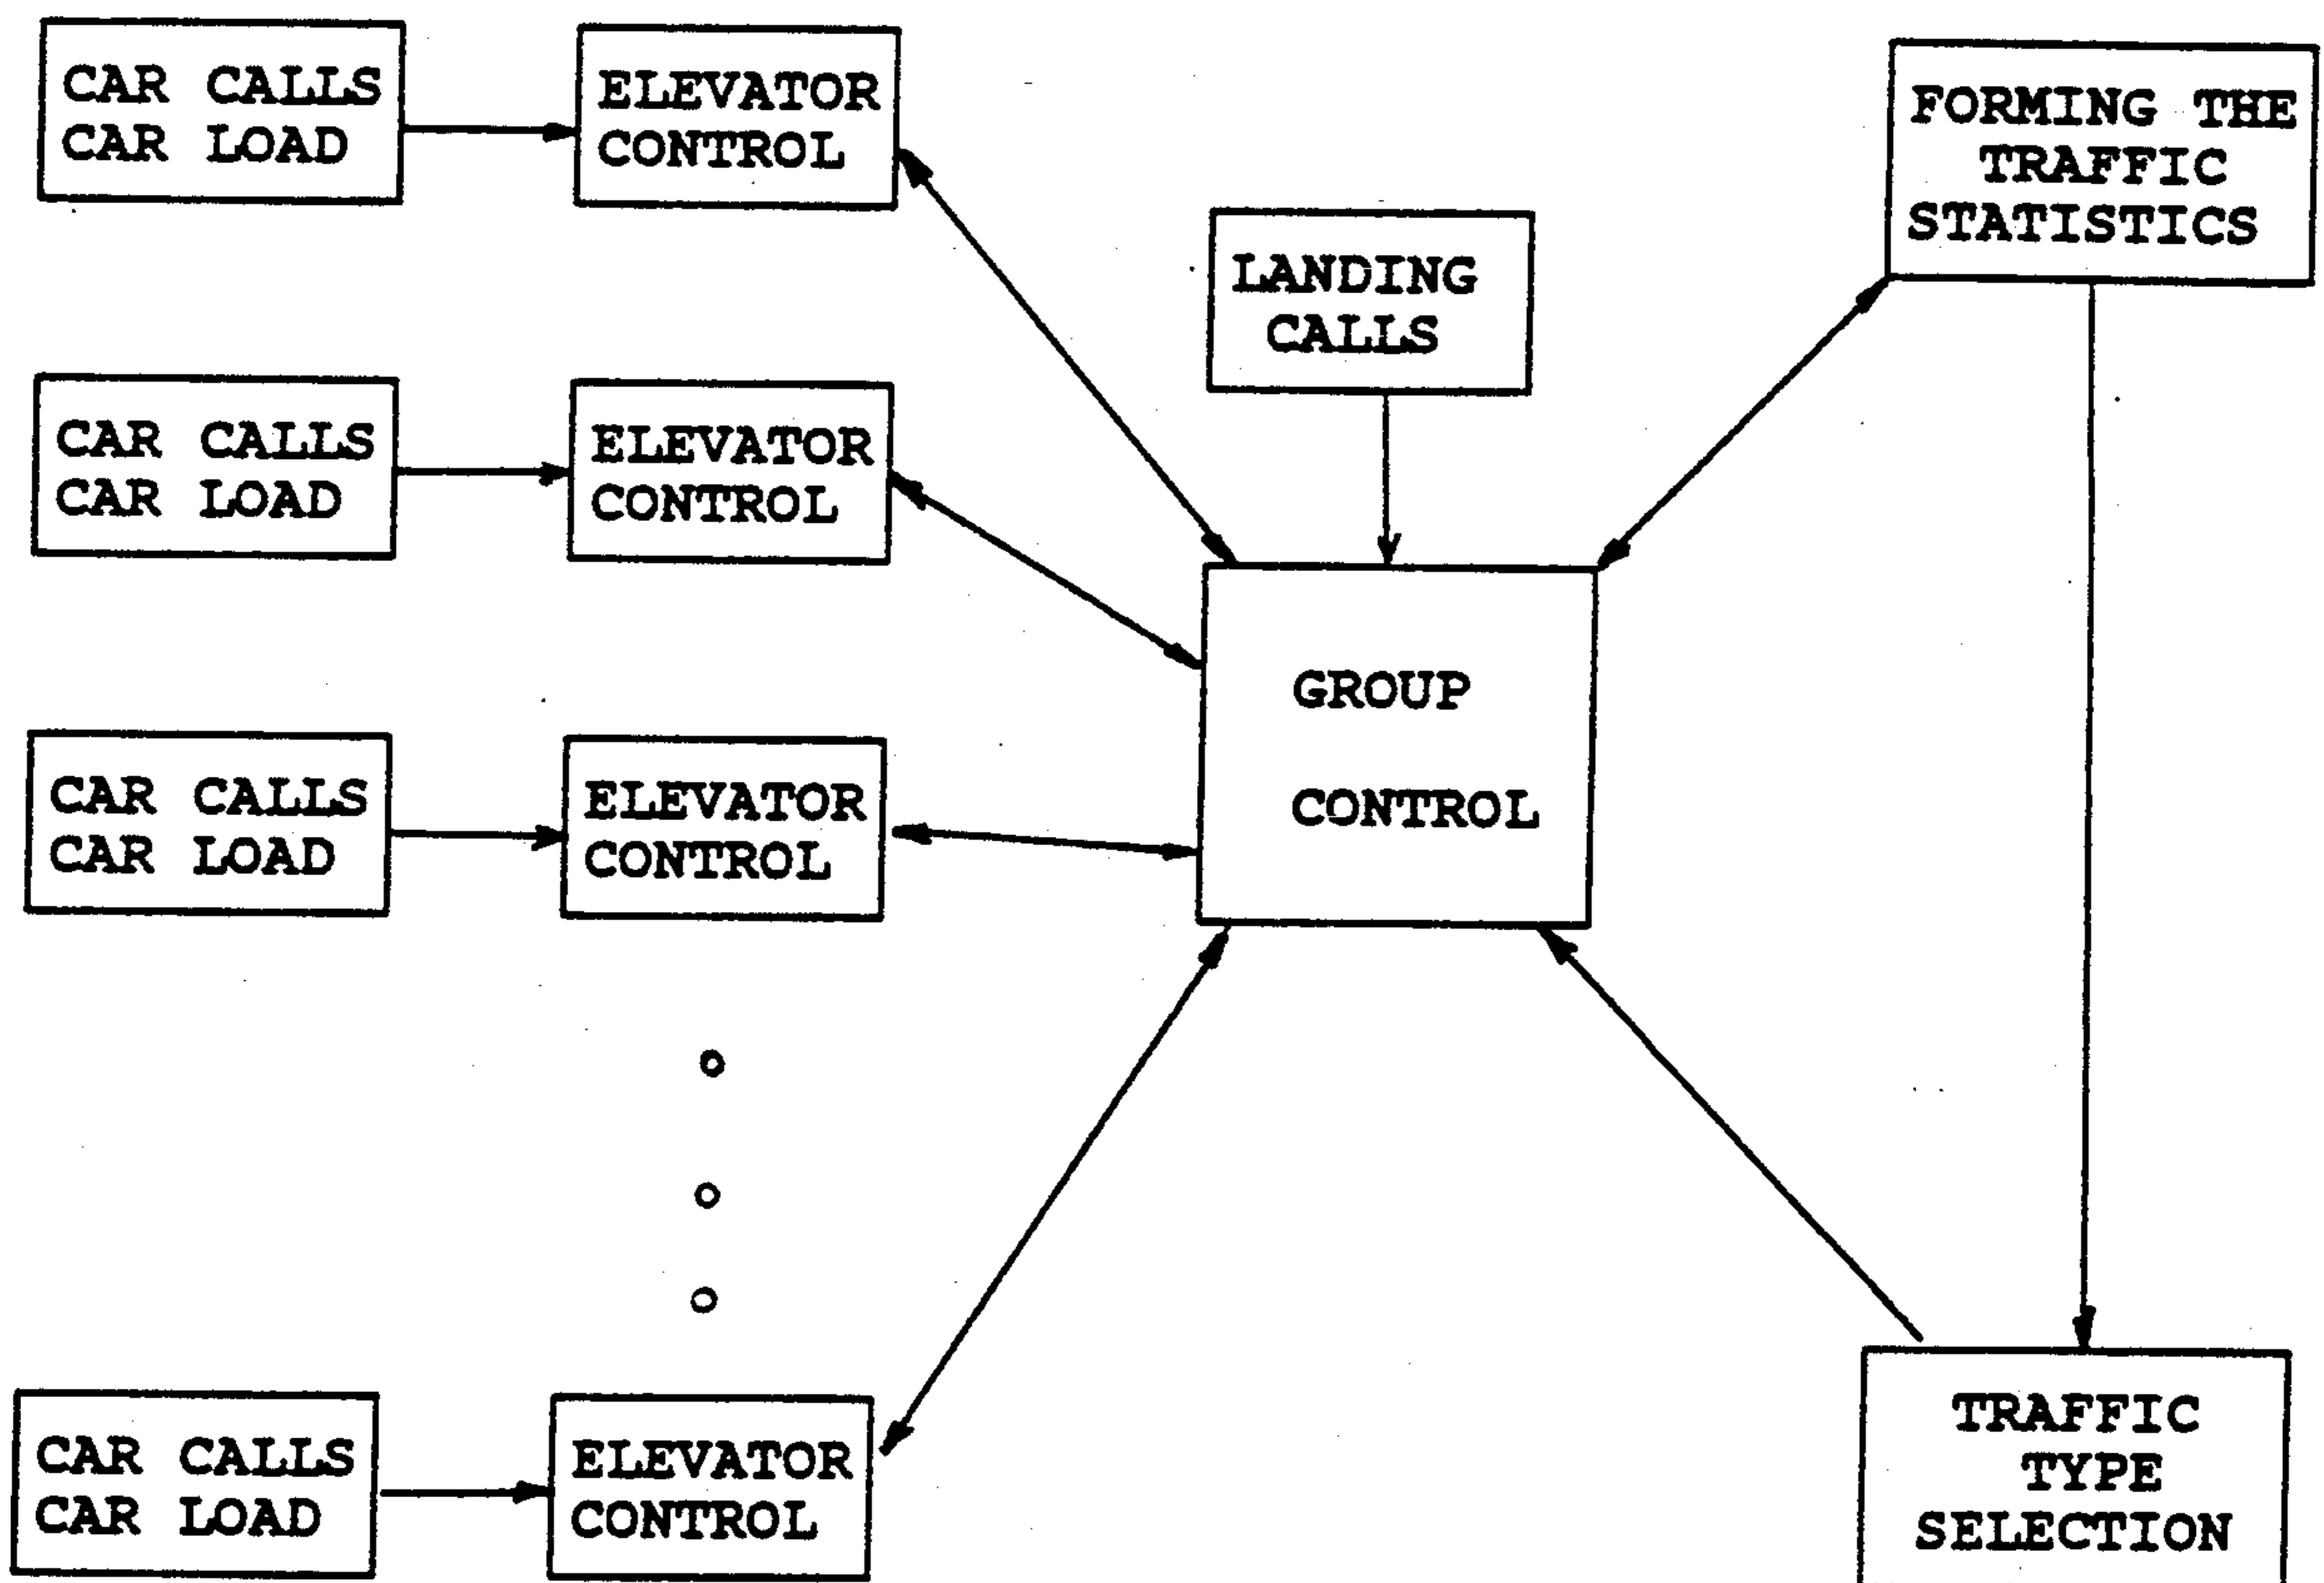 CAR CALLS
CAR LOAD
ELEVATOR
CONTROL
FORMING THE
TRAFFIC
STATISTICS
LANDING
CALLS
CAR CALLS
CAR LOAD
ELEVATOR
CONTROL
GROUP
CONTROL
CAR CALLS
CAR LOAD
ELEVATOR
CONTROL
CAR CALLS
CAR LOAD
ELEVATOR
CONTROL
TRAFFIC
TYPE
SELECTION